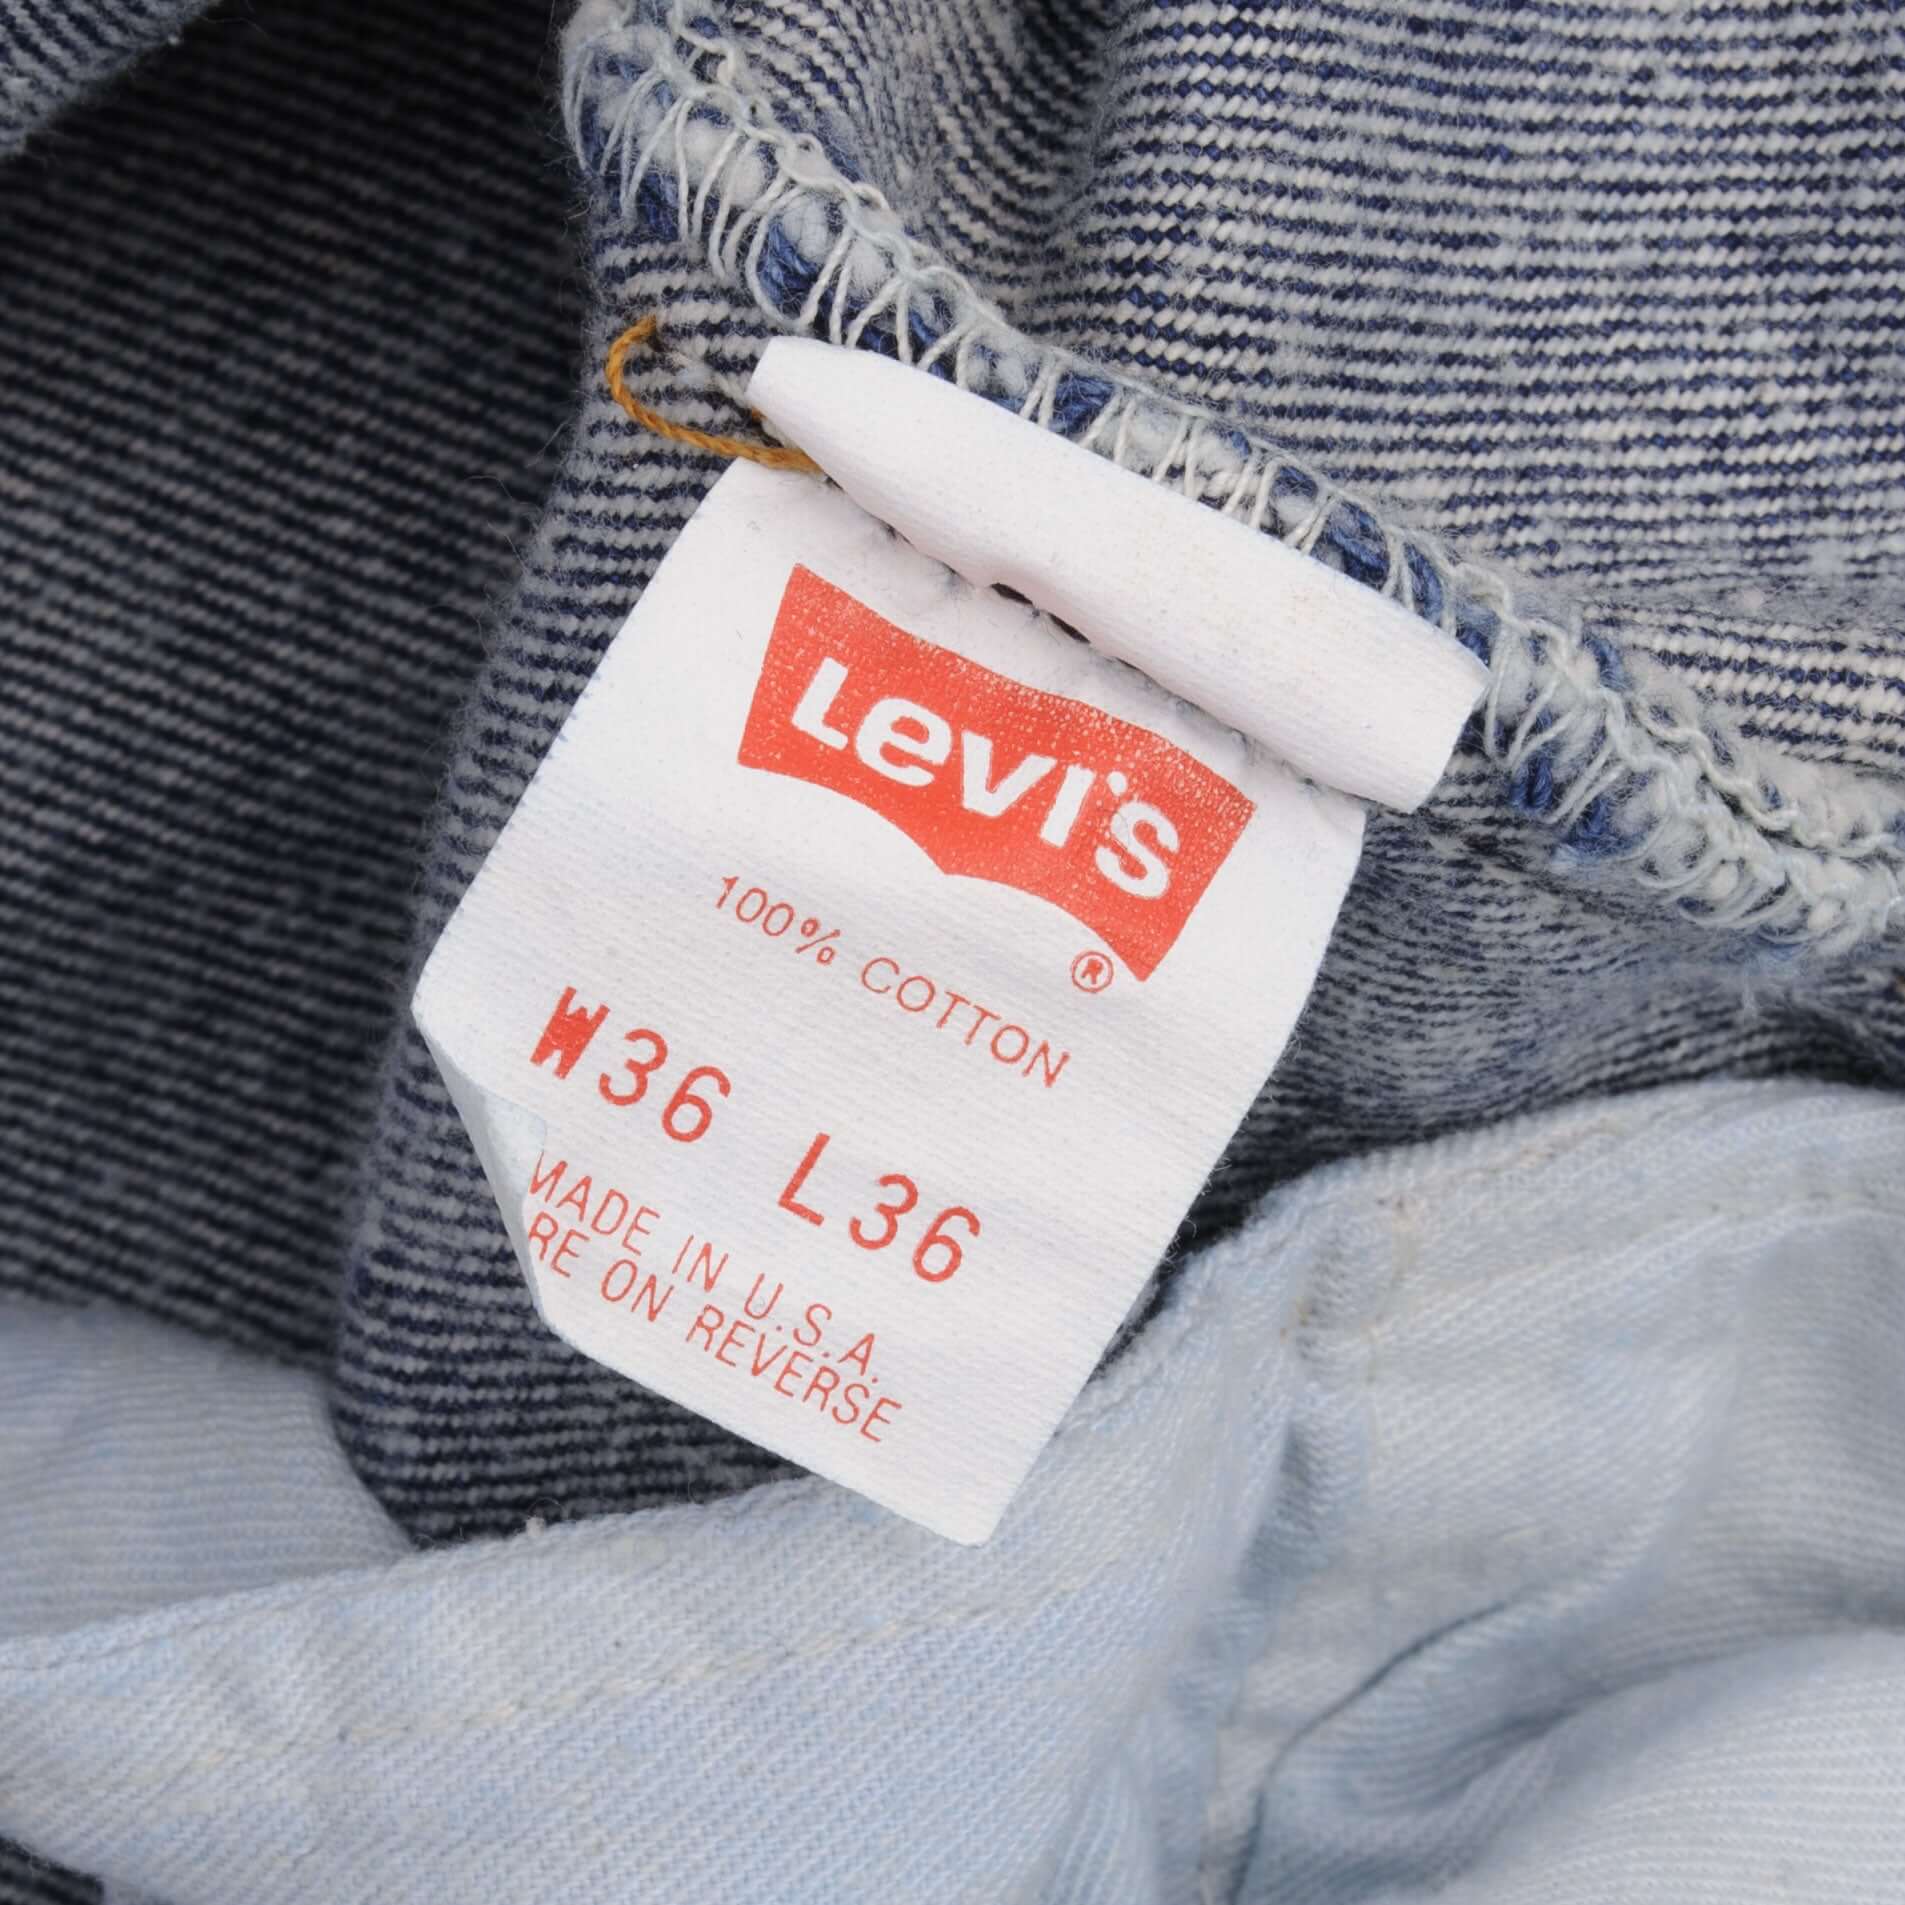 Levi's
®
100% COTTON
W36 L36
MADE IN U.S.A.
RE ON REVERSE